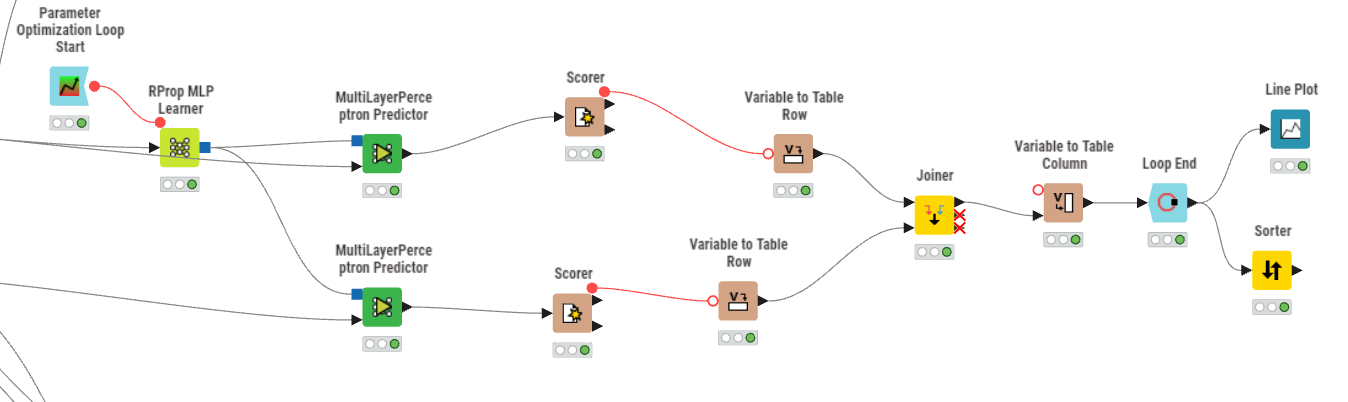 Parameter
Optimization Loop
Start
RProp MLP
Learner
MultiLayerPerce
ptron Predictor
Scorer
Variable to Table
Row
Joiner
Variable to Table
Column
Loop End
Line Plot
Sorter
MultiLayerPerce
ptron Predictor
Scorer
Variable to Table
Row
V
V
V